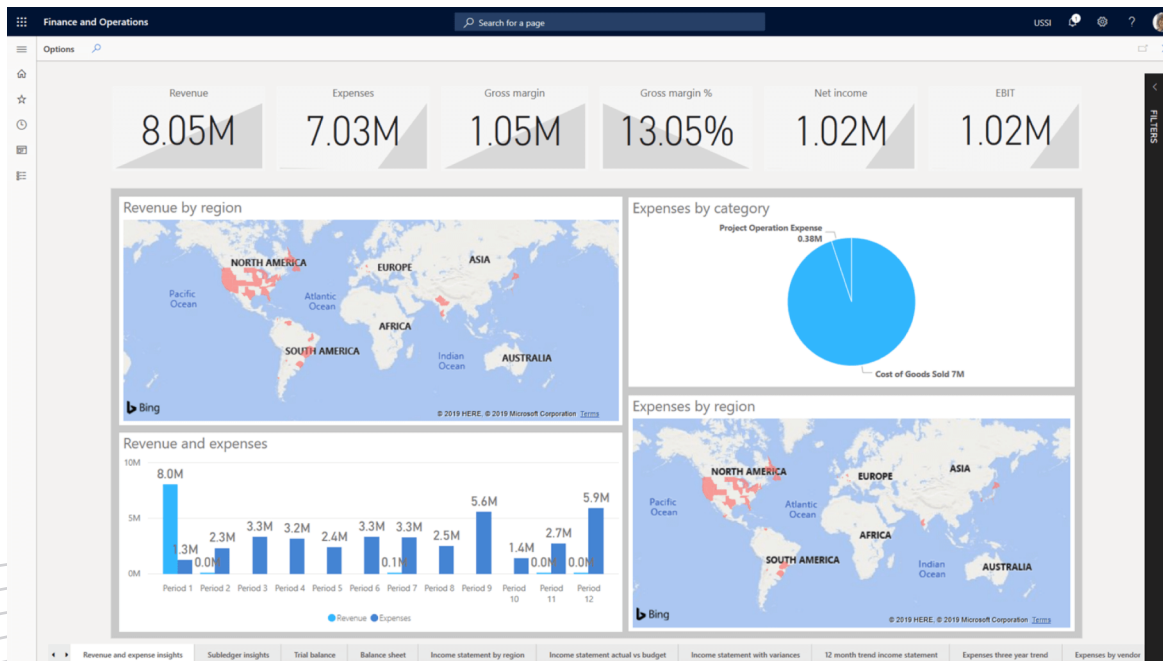 Finance and Operations
Search for a page
USSI
1
?
Options
Revenue
8.05M
Expenses
7.03M
Gross margin
1.05M
Gross margin %
13.05%
Net income
1.02M
EBIT
1.02M
FILTERS
Revenue by region
NORTH AMERICA
EUROPE
ASIA
Pacific
Ocean
Atlantic
Ocean
AFRICA
SOUTH AMERICA
Indian
Ocean
AUSTRALIA
Bing
© 2019 HERE, © 2019 Microsoft Corporation Terms
Expenses by category
Project Operation Expense
0.38M
Cost of Goods Sold 7M
Revenue and expenses
10M
5M
0M
8.0M
1.3M
0.0M
2.3M
3.3M
3.2M
2.4M
3.3M
0.1M
3.3M
2.5M
5.6M
1.4M
0.0M
2.7M
0.0M
5.9M
Period 1 Period 2 Period 3 Period 4 Period 5 Period 6 Period 7 Period 8 Period 9 Period 10 Period 11 Period 12
Revenue Expenses
Expenses by region
NORTH AMERICA
EUROPE
ASIA
Pacific
Ocean
Atlantic
Ocean
AFRICA
SOUTH AMERICA
Indian
Ocean
AUSTRALIA
Bing
© 2019 HERE, © 2019 Microsoft Corporation Terms
Revenue and expense insights
Subledger insights
Trial balance
Balance sheet
Income statement by region
Income statement actual vs budget
Income statement with variances
12 month trend income statement
Expenses three year trend
Expenses by vendor